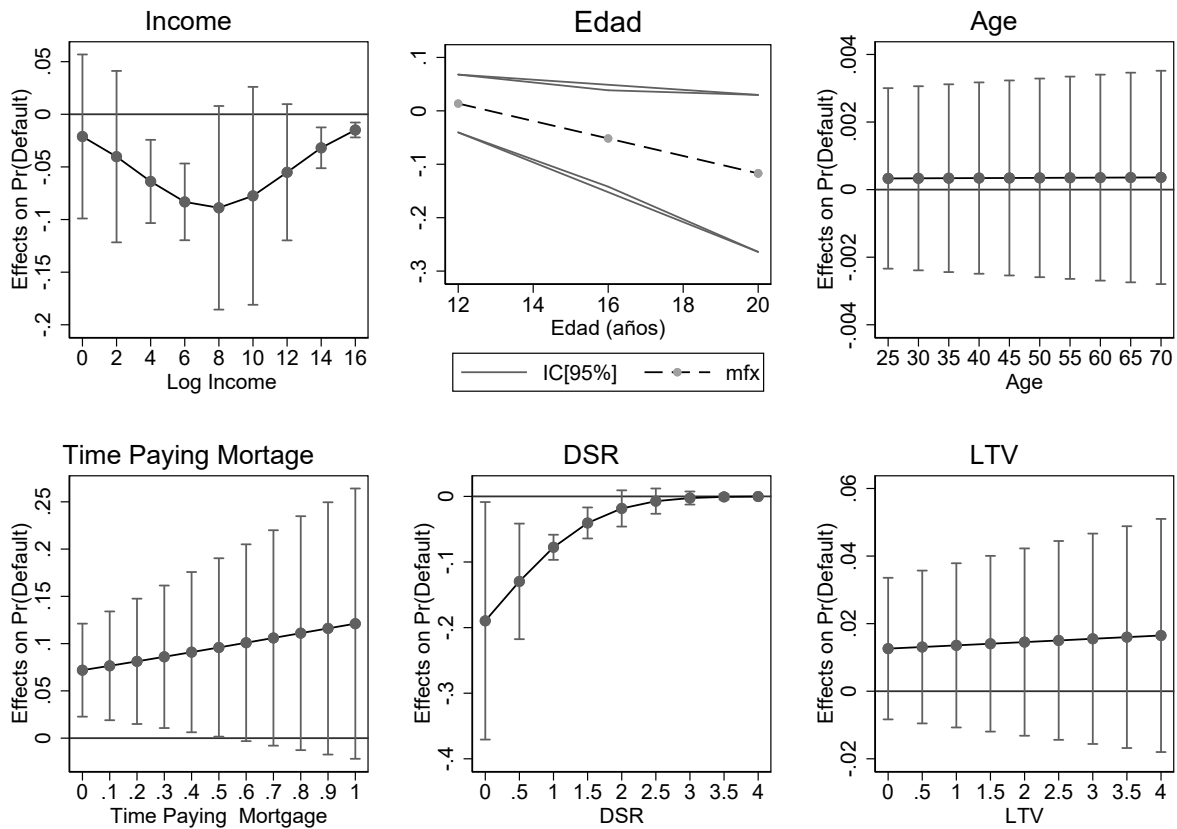 Income
Effects on Pr(Default)
.05
0
-.05
-.1
-.15
-.2
0 2 4 6 8 10 12 14 16
Log Income
Edad
.1
0
-.1
-.2
-.3
12 14 16 18 20
Edad (años)
IC[95%] mfx
Age
Effects on Pr(Default)
.004
.002
0
-.002
-.004
25 30 35 40 45 50 55 60 65 70
Age
Time Paying Mortage
Effects on Pr(Default)
.25
.2
.15
.1
.05
0
0 .1 .2 .3 .4 .5 .6 .7 .8 .9 1
Time Paying Mortgage
DSR
Effects on Pr(Default)
0
-.1
-.2
-.3
-.4
0 .5 1 1.5 2 2.5 3 3.5 4
DSR
LTV
Effects on Pr(Default)
.06
.04
.02
0
-.02
0 .5 1 1.5 2 2.5 3 3.5 4
LTV